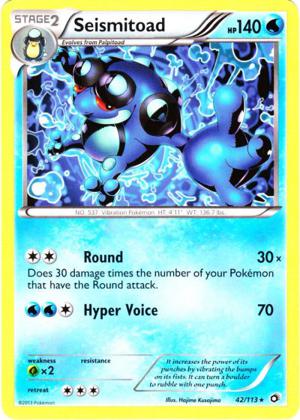 STAGE2 Seismitoad HP 140
Evolves from Palpitoad
NO. 537 Vibration Pokémon HT: 4'11" WT: 136.7 lbs.
Round 30×
Does 30 damage times the number of your Pokémon
that have the Round attack.
Hyper Voice 70
weakness resistance
×2
retreat
It increases the power of its
punches by vibrating the bumps
on its fists. It can turn a boulder
to rubble with one punch.
©2013 Pokémon
Illus. Hajime Kusajima
42/113 ★